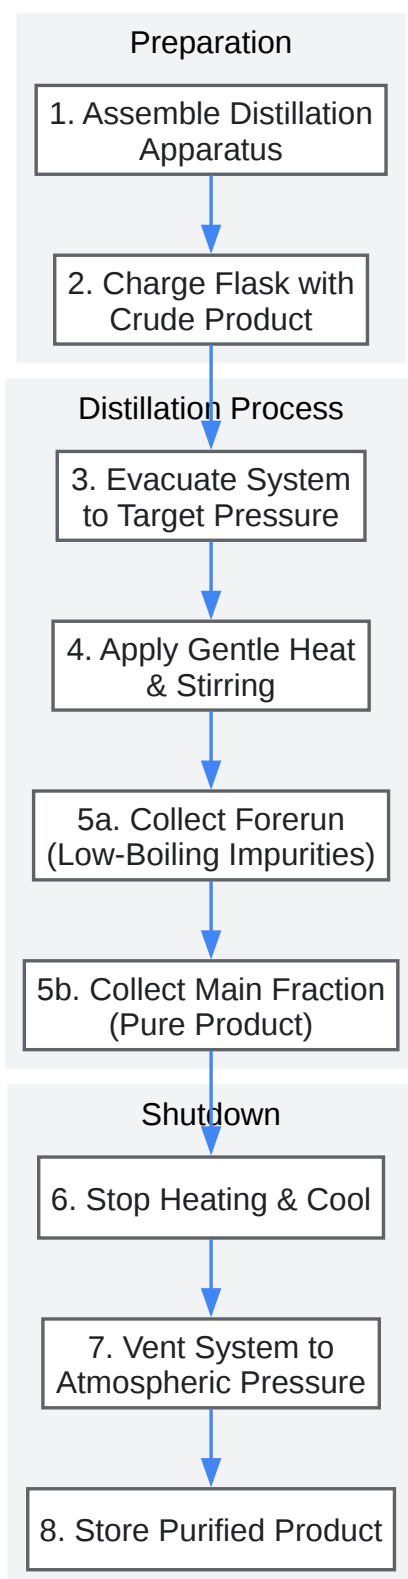 Preparation
1. Assemble Distillation
Apparatus
2. Charge Flask with
Crude Product
Distillation Process
3. Evacuate System
to Target Pressure
4. Apply Gentle Heat
& Stirring
5a. Collect Forerun
(Low-Boiling Impurities)
5b. Collect Main Fraction
(Pure Product)
Shutdown
6. Stop Heating & Cool
7. Vent System to
Atmospheric Pressure
8. Store Purified Product